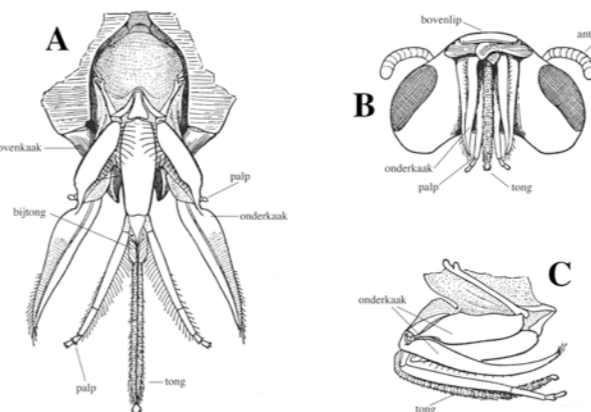 A
ovenkaak
palp
bijtong
onderkaak
palp
tong
bovenlip
ant
B
onderkaak
palp
tong
C
onderkaak
tong